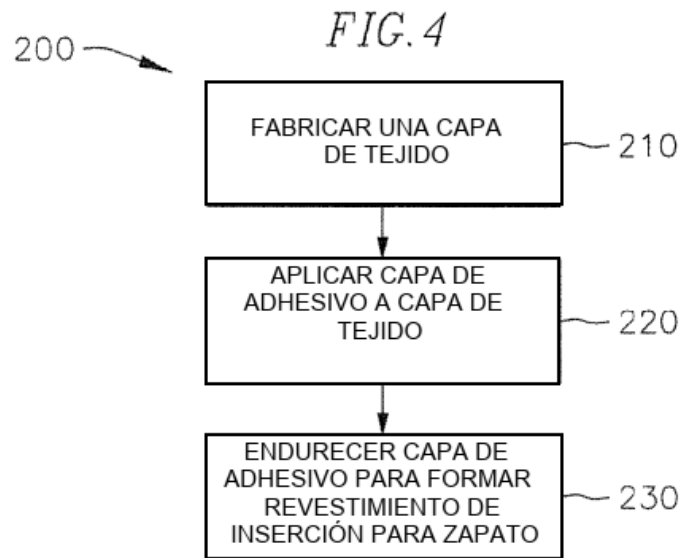 FIG. 4
200
FABRICAR UNA CAPA
DE TEJIDO
210
APLICAR CAPA DE
ADHESIVO A CAPA DE
TEJIDO
220
ENDURECER CAPA DE
ADHESIVO PARA FORMAR
REVESTIMIENTO DE
INSERCIÓN PARA ZAPATO
230